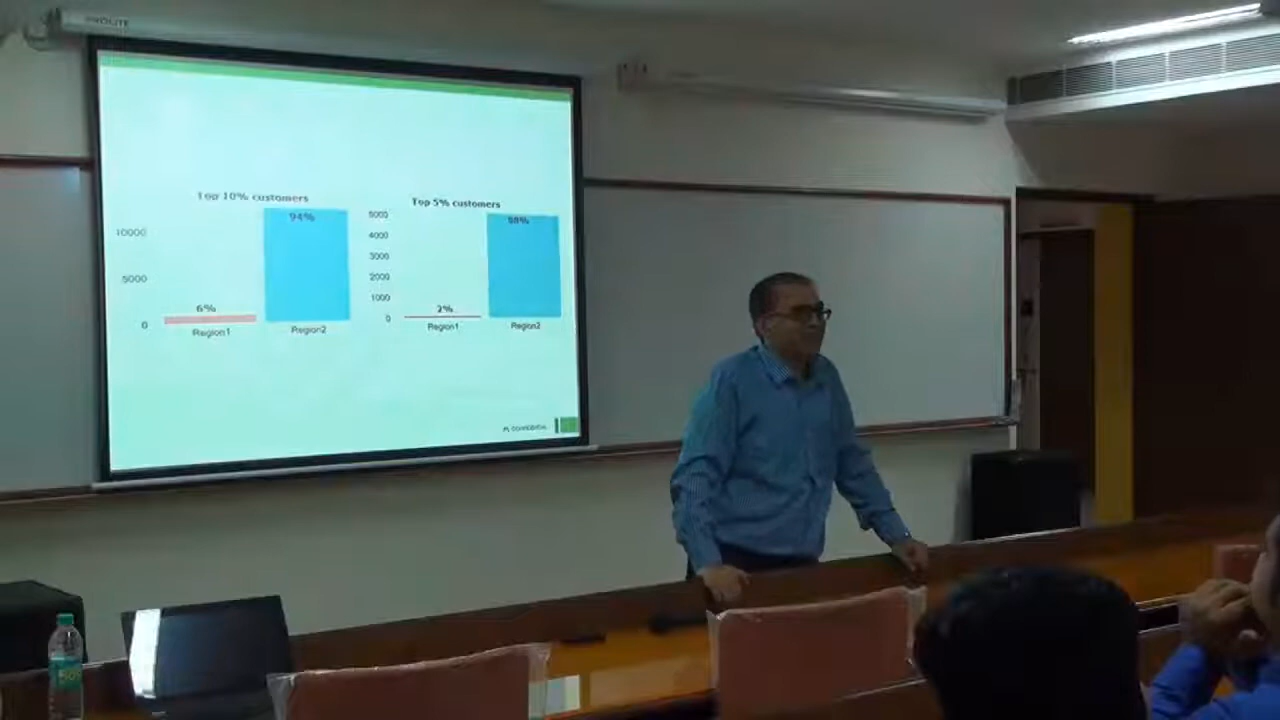 PROLITE
Top 10% customers
10000
5000
0
94%
6%
Region1
Region2
Top 5% customers
5000
4000
3000
2000
1000
0
98%
2%
Region1
Region2